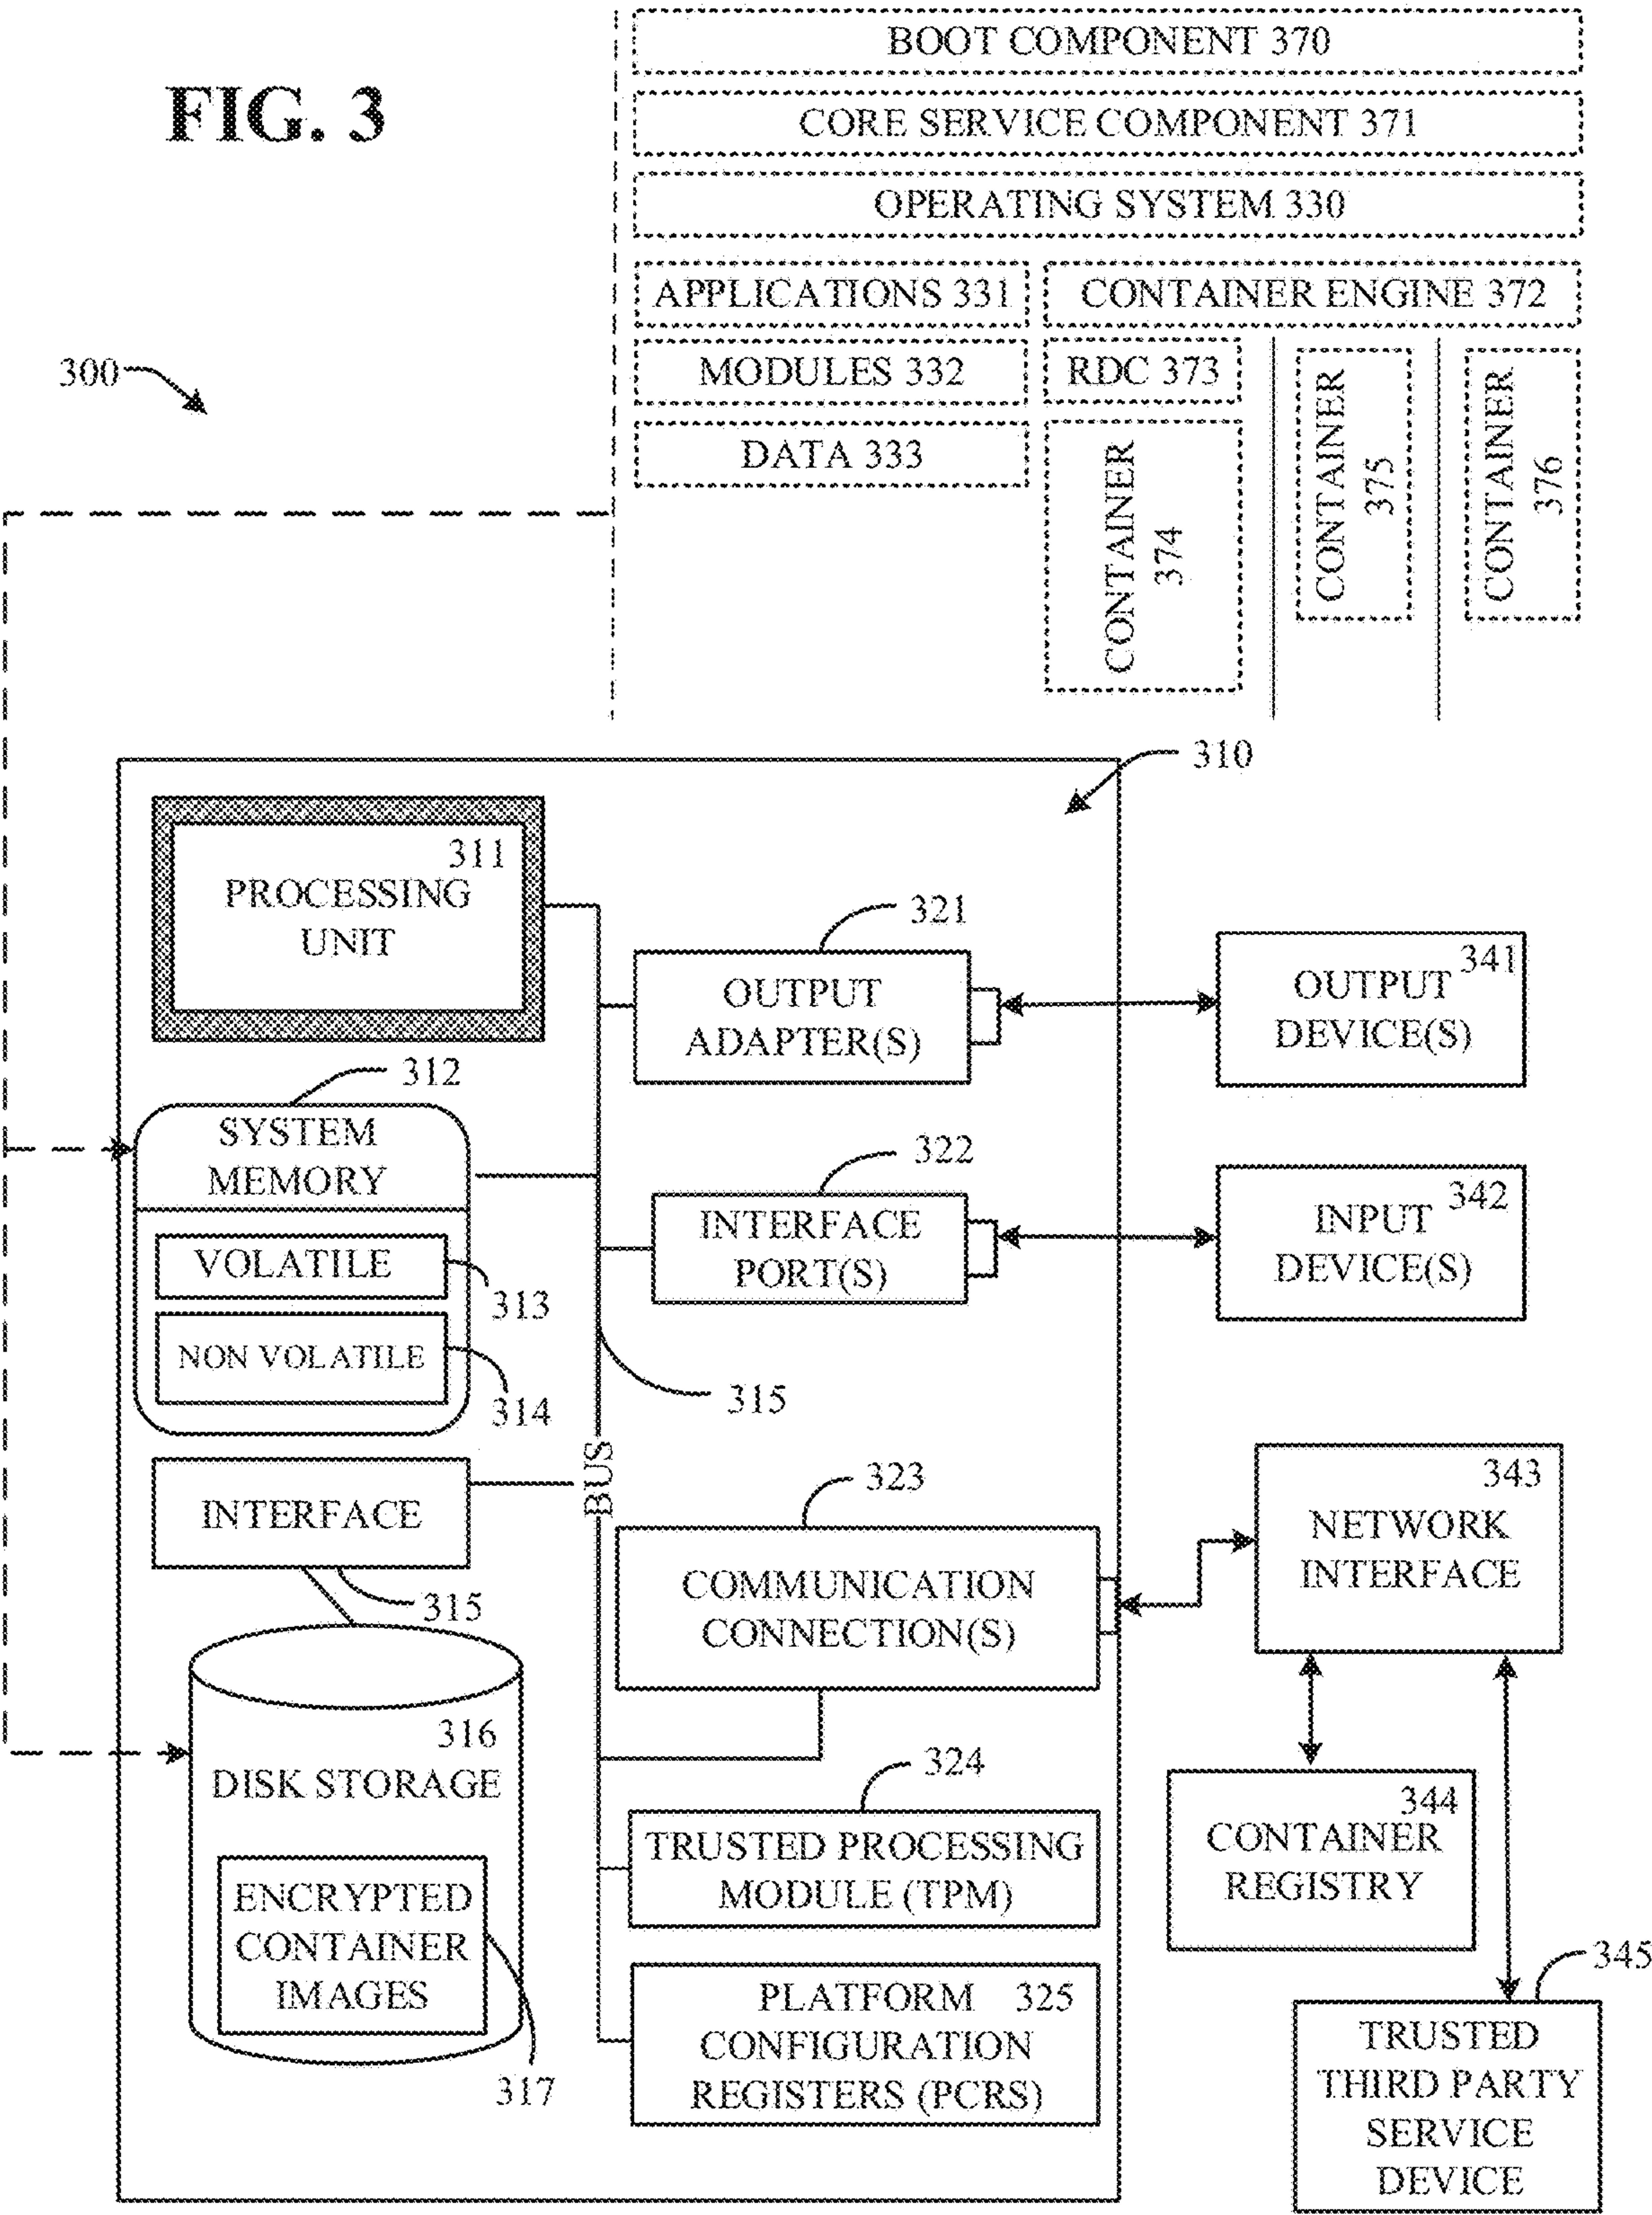 FIG. 3
BOOT COMPONENT 370
CORE SERVICE COMPONENT 371
OPERATING SYSTEM 330
APPLICATIONS 331
CONTAINER ENGINE 372
MODULES 332
RDC 373
DATA 333
CONTAINER
374
CONTAINER
375
CONTAINER
376
300
310
311
PROCESSING
UNIT
321
OUTPUT
ADAPTER(S)
341
OUTPUT
DEVICE(S)
312
SYSTEM
MEMORY
VOLATILE
313
NON VOLATILE
314
322
INTERFACE
PORT(S)
342
INPUT
DEVICE(S)
315
BUS
INTERFACE
315
323
COMMUNICATION
CONNECTION(S)
343
NETWORK
INTERFACE
316
DISK STORAGE
ENCRYPTED
CONTAINER
IMAGES
317
324
TRUSTED PROCESSING
MODULE (TPM)
PLATFORM 325
CONFIGURATION
REGISTERS (PCRS)
344
CONTAINER
REGISTRY
345
TRUSTED
THIRD PARTY
SERVICE
DEVICE